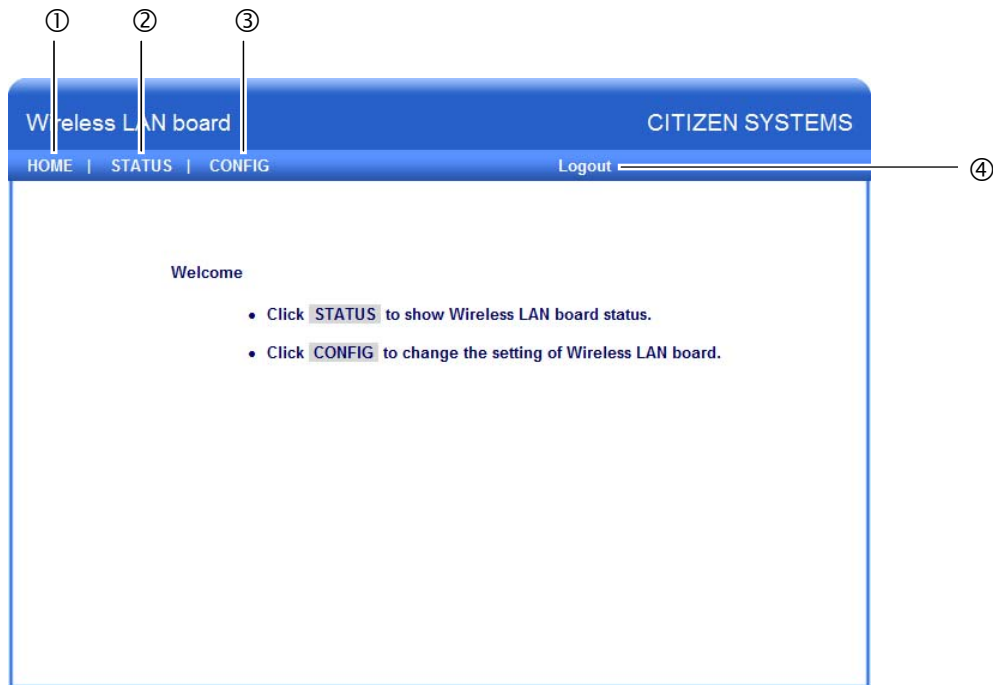 ① ② ③
Wireless LAN board CITIZEN SYSTEMS
HOME | STATUS | CONFIG Logout ④
Welcome
• Click STATUS to show Wireless LAN board status.
• Click CONFIG to change the setting of Wireless LAN board.